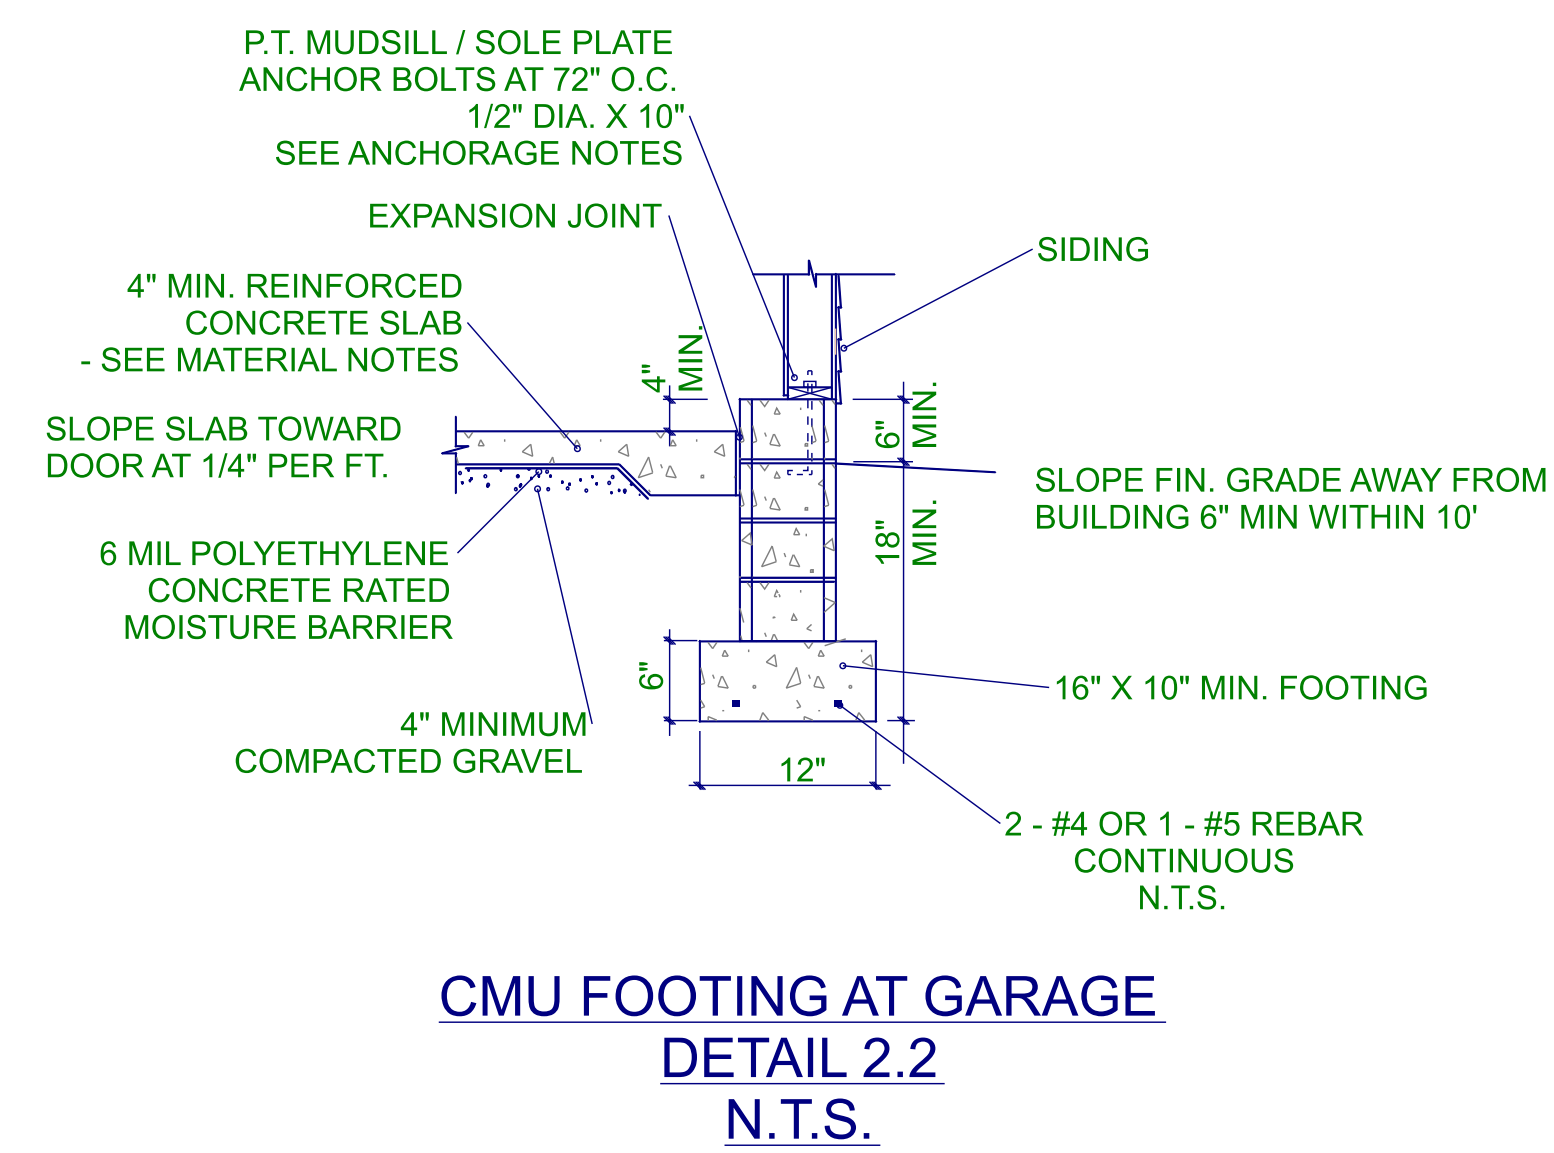 P.T. MUDSILL / SOLE PLATE
ANCHOR BOLTS AT 72" O.C.
1/2" DIA. X 10"
SEE ANCHORAGE NOTES
EXPANSION JOINT
SIDING
4" MIN. REINFORCED
CONCRETE SLAB
- SEE MATERIAL NOTES
4"
MIN.
6"
MIN.
SLOPE SLAB TOWARD
DOOR AT 1/4" PER FT.
SLOPE FIN. GRADE AWAY FROM
BUILDING 6" MIN WITHIN 10'
18"
MIN.
6 MIL POLYETHYLENE
CONCRETE RATED
MOISTURE BARRIER
6"
16" X 10" MIN. FOOTING
4" MINIMUM
COMPACTED GRAVEL
12"
2 - #4 OR 1 - #5 REBAR
CONTINUOUS
N.T.S.
CMU FOOTING AT GARAGE
DETAIL 2.2
N.T.S.